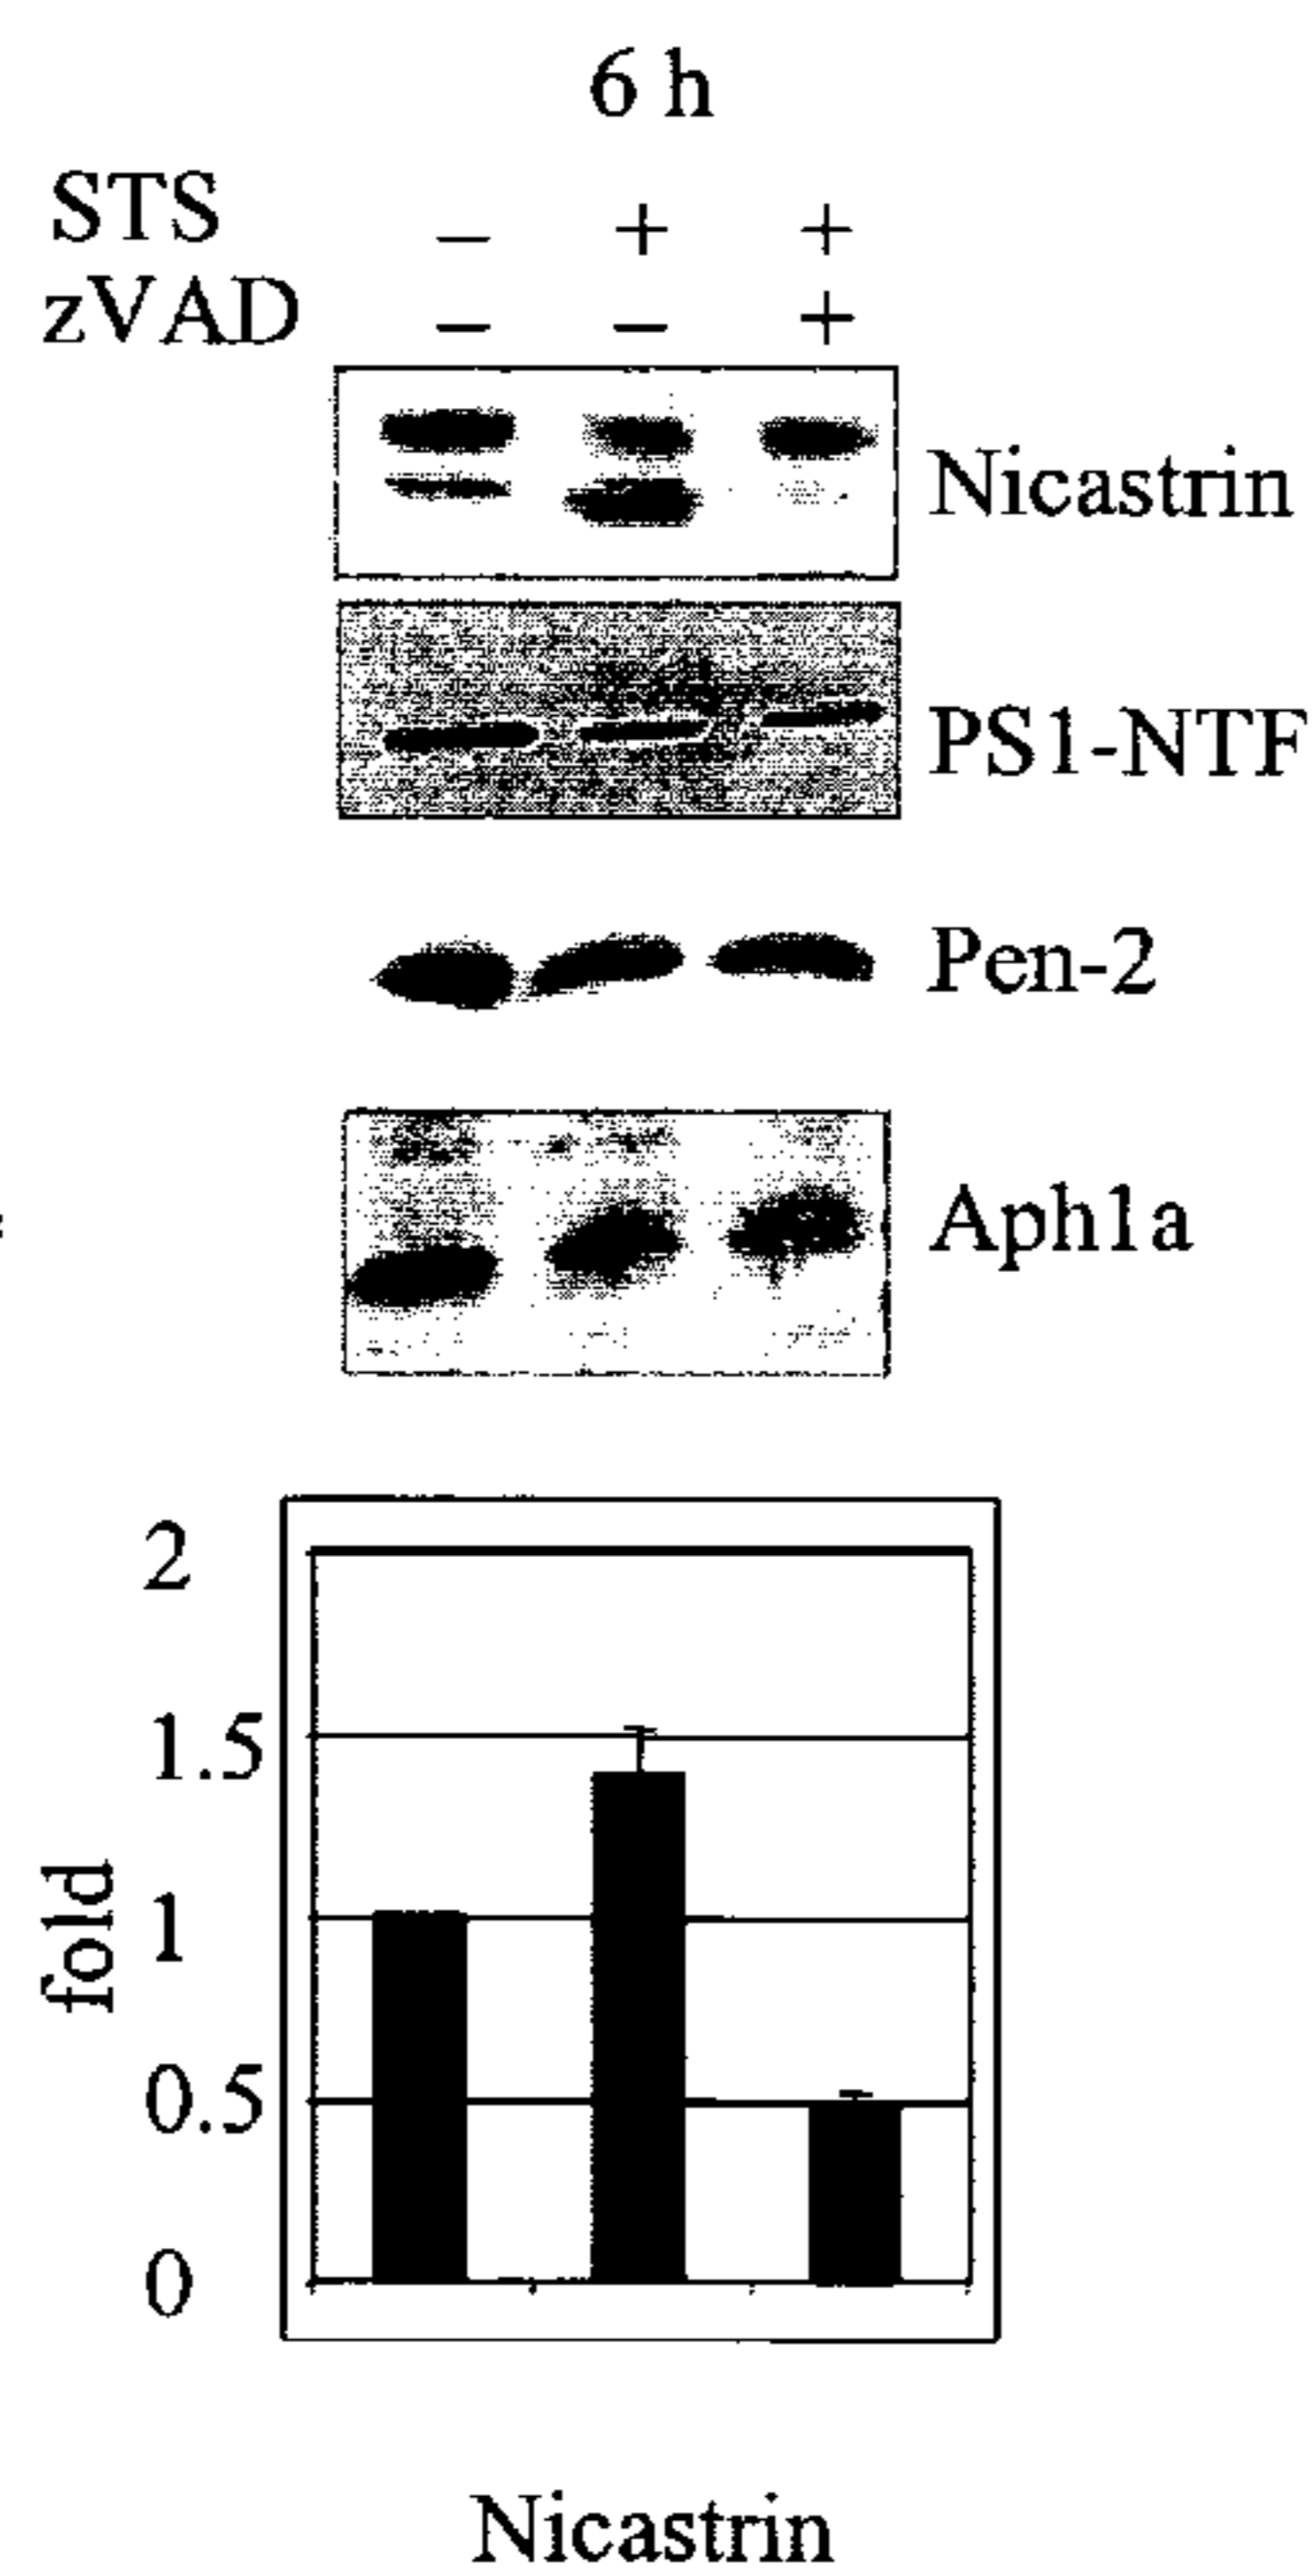 6 h
STS – + +
zVAD – – +
Nicastrin
PS1-NTF
Pen-2
Aph1a
2
1.5
1
0.5
0
fold
Nicastrin